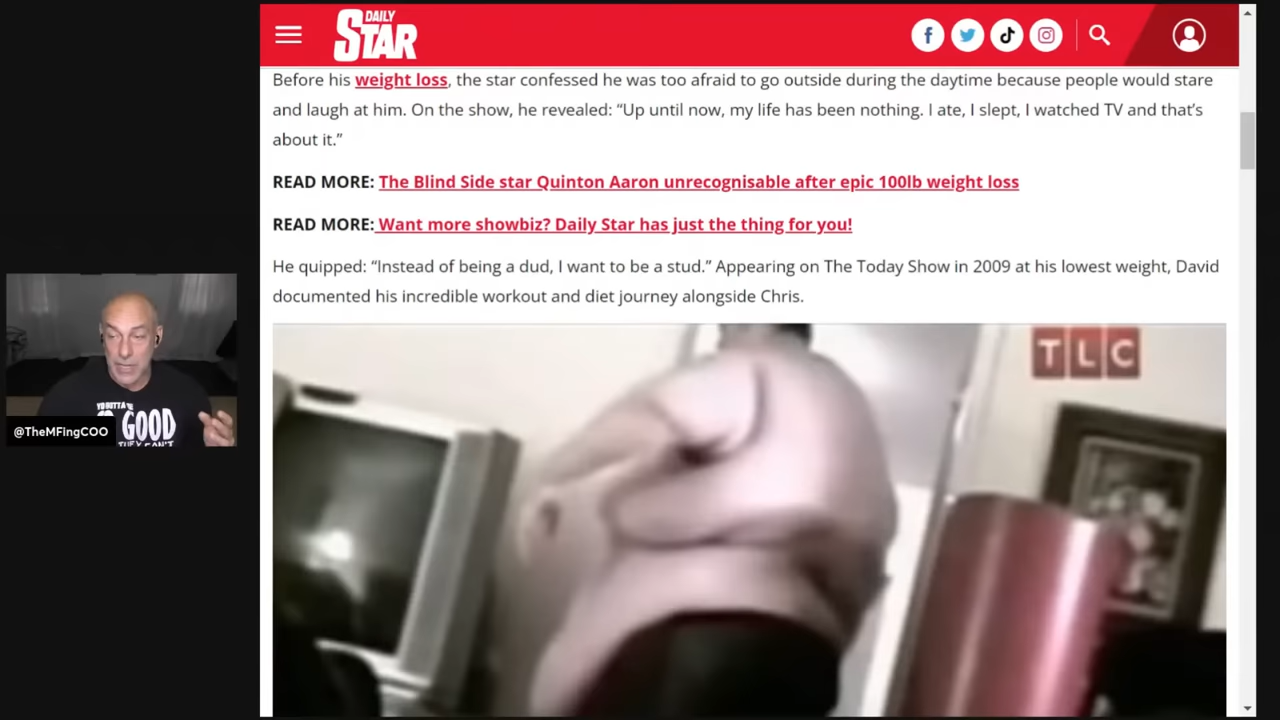 DAILY
STAR
Before his weight loss, the star confessed he was too afraid to go outside during the daytime because people would stare
and laugh at him. On the show, he revealed: “Up until now, my life has been nothing. I ate, I slept, I watched TV and that’s
about it.”
READ MORE: The Blind Side star Quinton Aaron unrecognisable after epic 100lb weight loss
READ MORE: Want more showbiz? Daily Star has just the thing for you!
He quipped: “Instead of being a dud, I want to be a stud.” Appearing on The Today Show in 2009 at his lowest weight, David
documented his incredible workout and diet journey alongside Chris.
TLC
GOOD
@TheMFingCOO